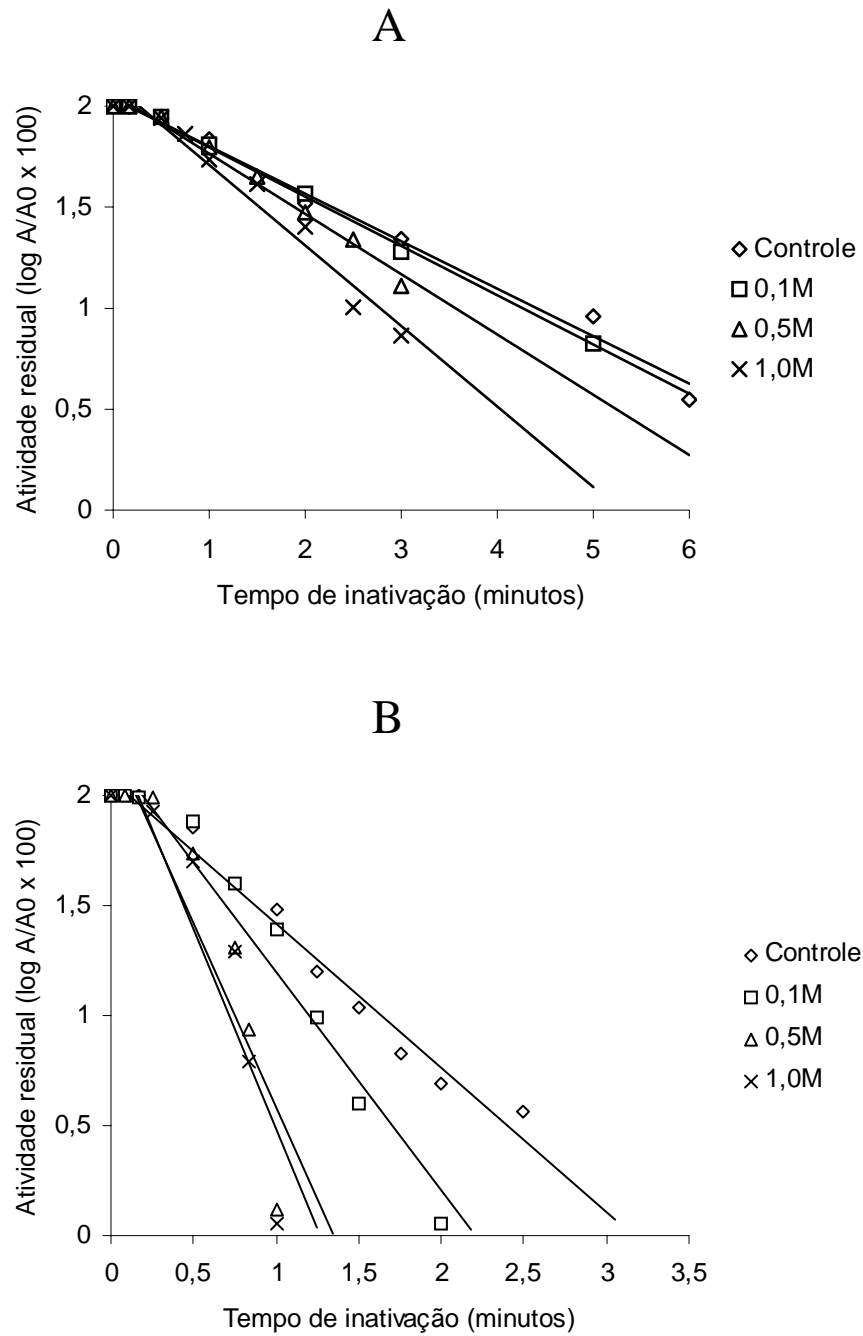 A
Atividade residual (log A/A0 x 100)
2
1,5
1
0,5
0
0 1 2 3 4 5 6
Tempo de inativação (minutos)
Controle
0,1M
0,5M
1,0M
B
Atividade residual (log A/A0 x 100)
2
1,5
1
0,5
0
0 0,5 1 1,5 2 2,5 3 3,5
Tempo de inativação (minutos)
Controle
0,1M
0,5M
1,0M